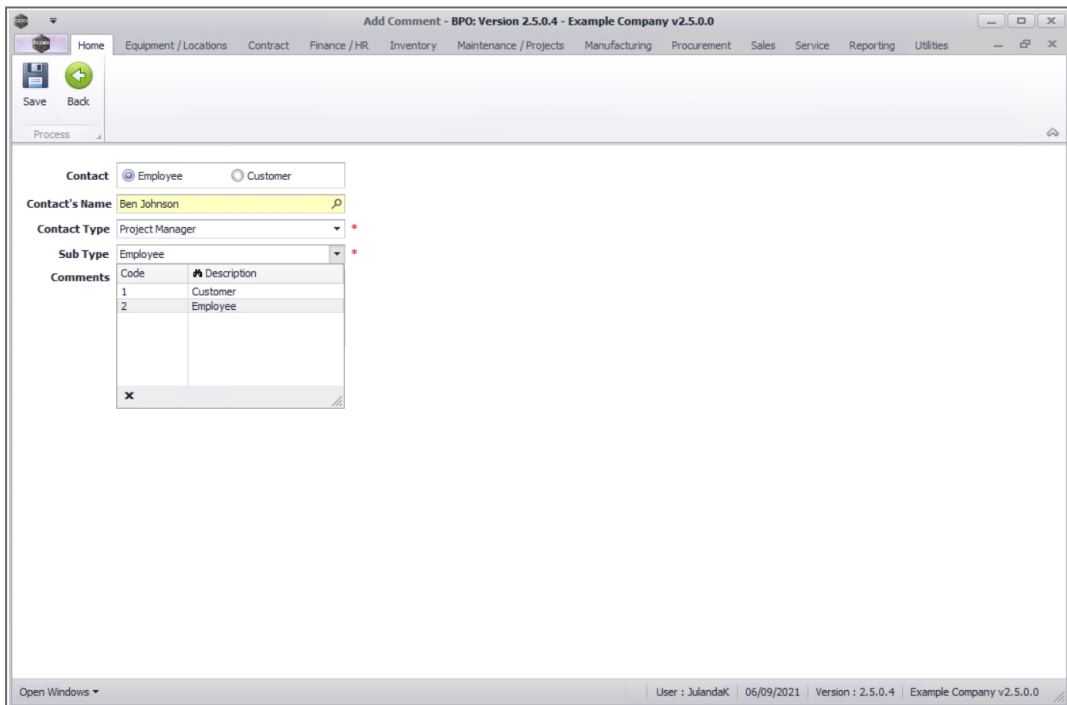 Add Comment - BPO: Version 2.5.0.4 - Example Company v2.5.0.0
Home Equipment / Locations Contract Finance / HR Inventory Maintenance / Projects Manufacturing Procurement Sales Service Reporting Utilities
Save Back
Process
Contact Employee Customer
Contact's Name Ben Johnson
Contact Type Project Manager *
Sub Type Employee *
Comments Code Description
1 Customer
2 Employee
Open Windows User : JulandaK 06/09/2021 Version : 2.5.0.4 Example Company v2.5.0.0